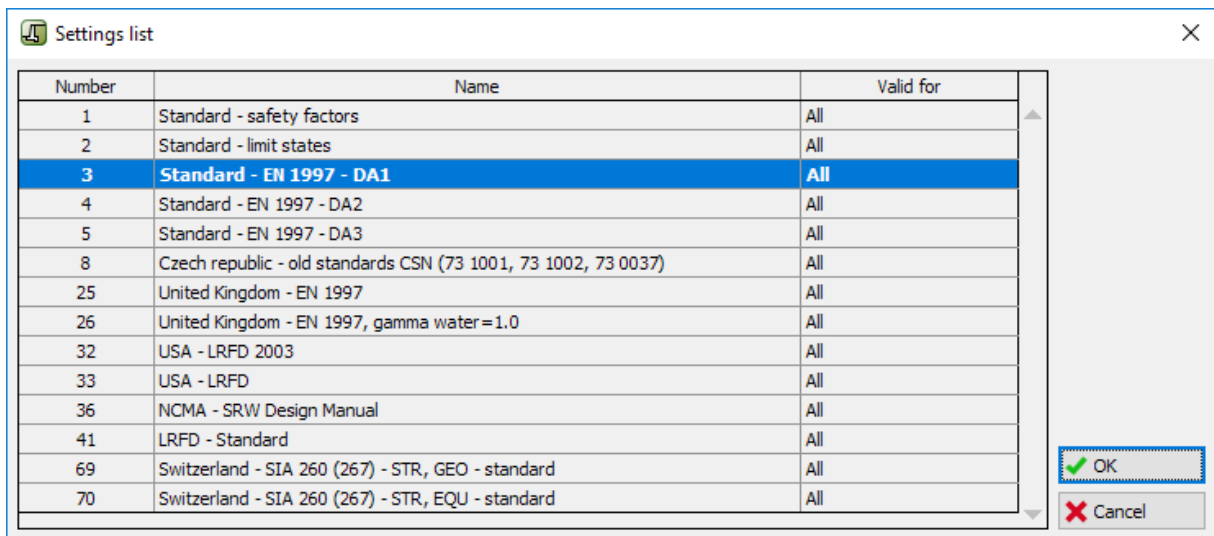 Settings list
Number Name Valid for
1 Standard - safety factors All
2 Standard - limit states All
3 Standard - EN 1997 - DA1 All
4 Standard - EN 1997 - DA2 All
5 Standard - EN 1997 - DA3 All
8 Czech republic - old standards CSN (73 1001, 73 1002, 73 0037) All
25 United Kingdom - EN 1997 All
26 United Kingdom - EN 1997, gamma water=1.0 All
32 USA - LRFD 2003 All
33 USA - LRFD All
36 NCMA - SRW Design Manual All
41 LRFD - Standard All
69 Switzerland - SIA 260 (267) - STR, GEO - standard All
70 Switzerland - SIA 260 (267) - STR, EQU - standard All
OK
Cancel